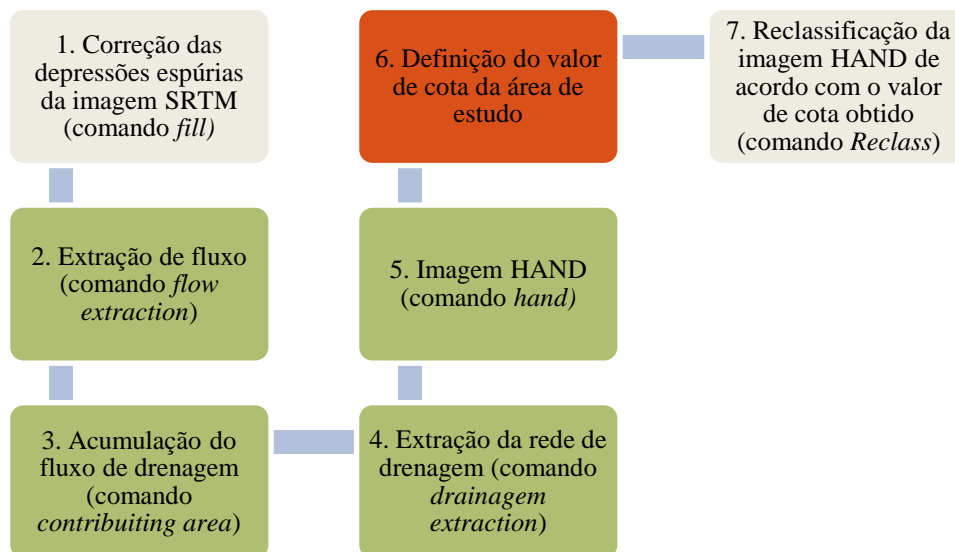 1. Correção das
depressões espúrias
da imagem SRTM
(comando fill)
2. Extração de fluxo
(comando flow
extraction)
3. Acumulação do
fluxo de drenagem
(comando
contribuiting area)
4. Extração da rede de
drenagem (comando
drainagem
extraction)
5. Imagem HAND
(comando hand)
6. Definição do valor
de cota da área de
estudo
7. Reclassificação da
imagem HAND de
acordo com o valor
de cota obtido
(comando Reclass)